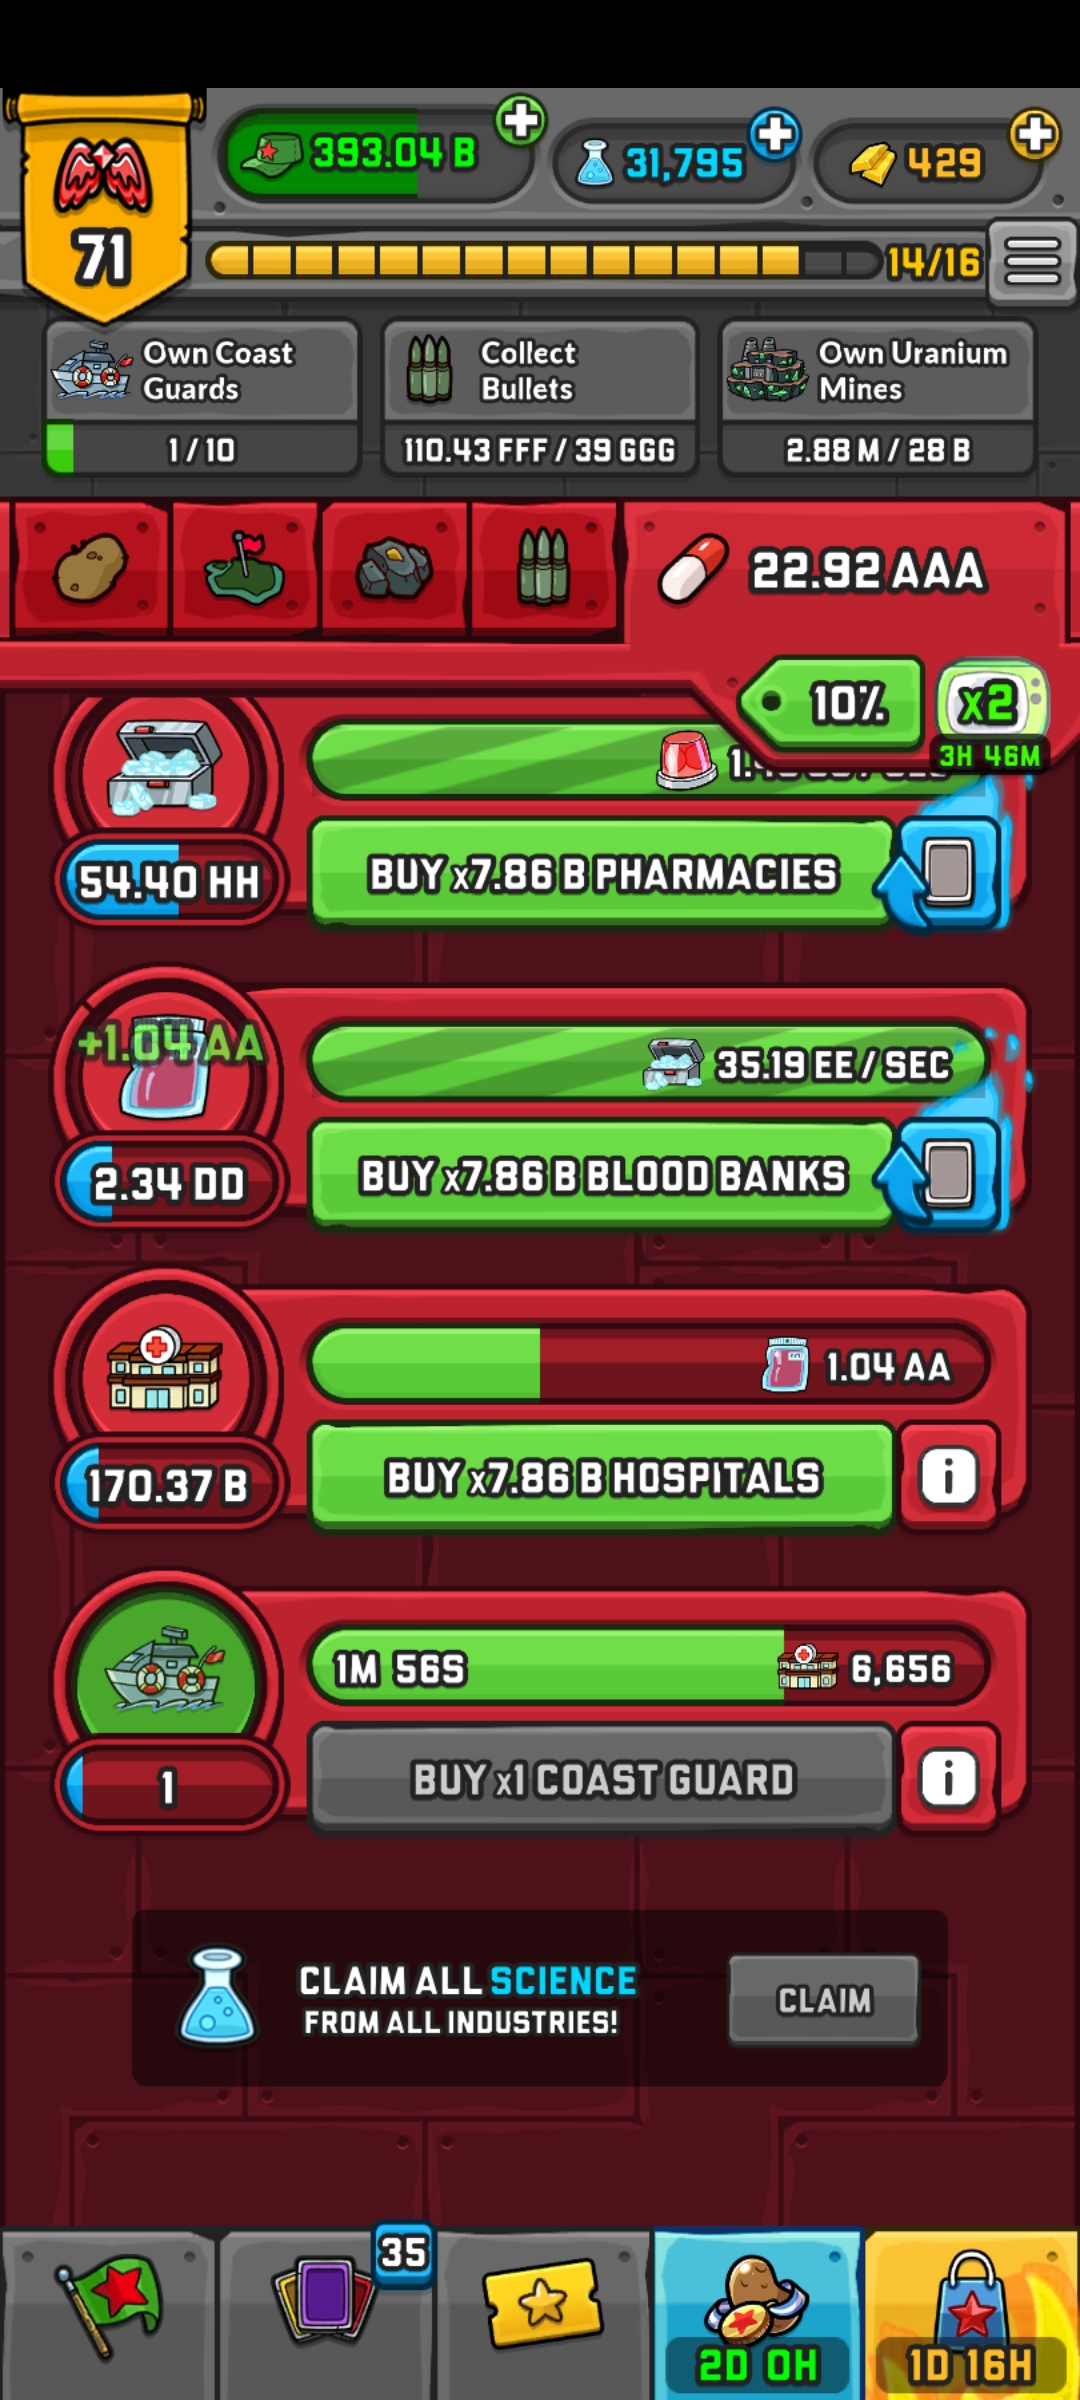 393.04 B
31,795
429
71
14/16
Own Coast
Guards
1/10
Collect
Bullets
110.43 FFF / 39 GGG
Own Uranium
Mines
2.88 M / 28 B
22.92 AAA
10%
x2
3H 46M
54.40 HH
BUY x7.86 B PHARMACIES
+1.04 AA
35.19 EE / SEC
2.34 DD
BUY x7.86 B BLOOD BANKS
1.04 AA
170.37 B
BUY x7.86 B HOSPITALS
i
1M 56S
6,656
1
BUY x1 COAST GUARD
i
CLAIM ALL SCIENCE
FROM ALL INDUSTRIES!
CLAIM
35
2D 0H
1D 16H